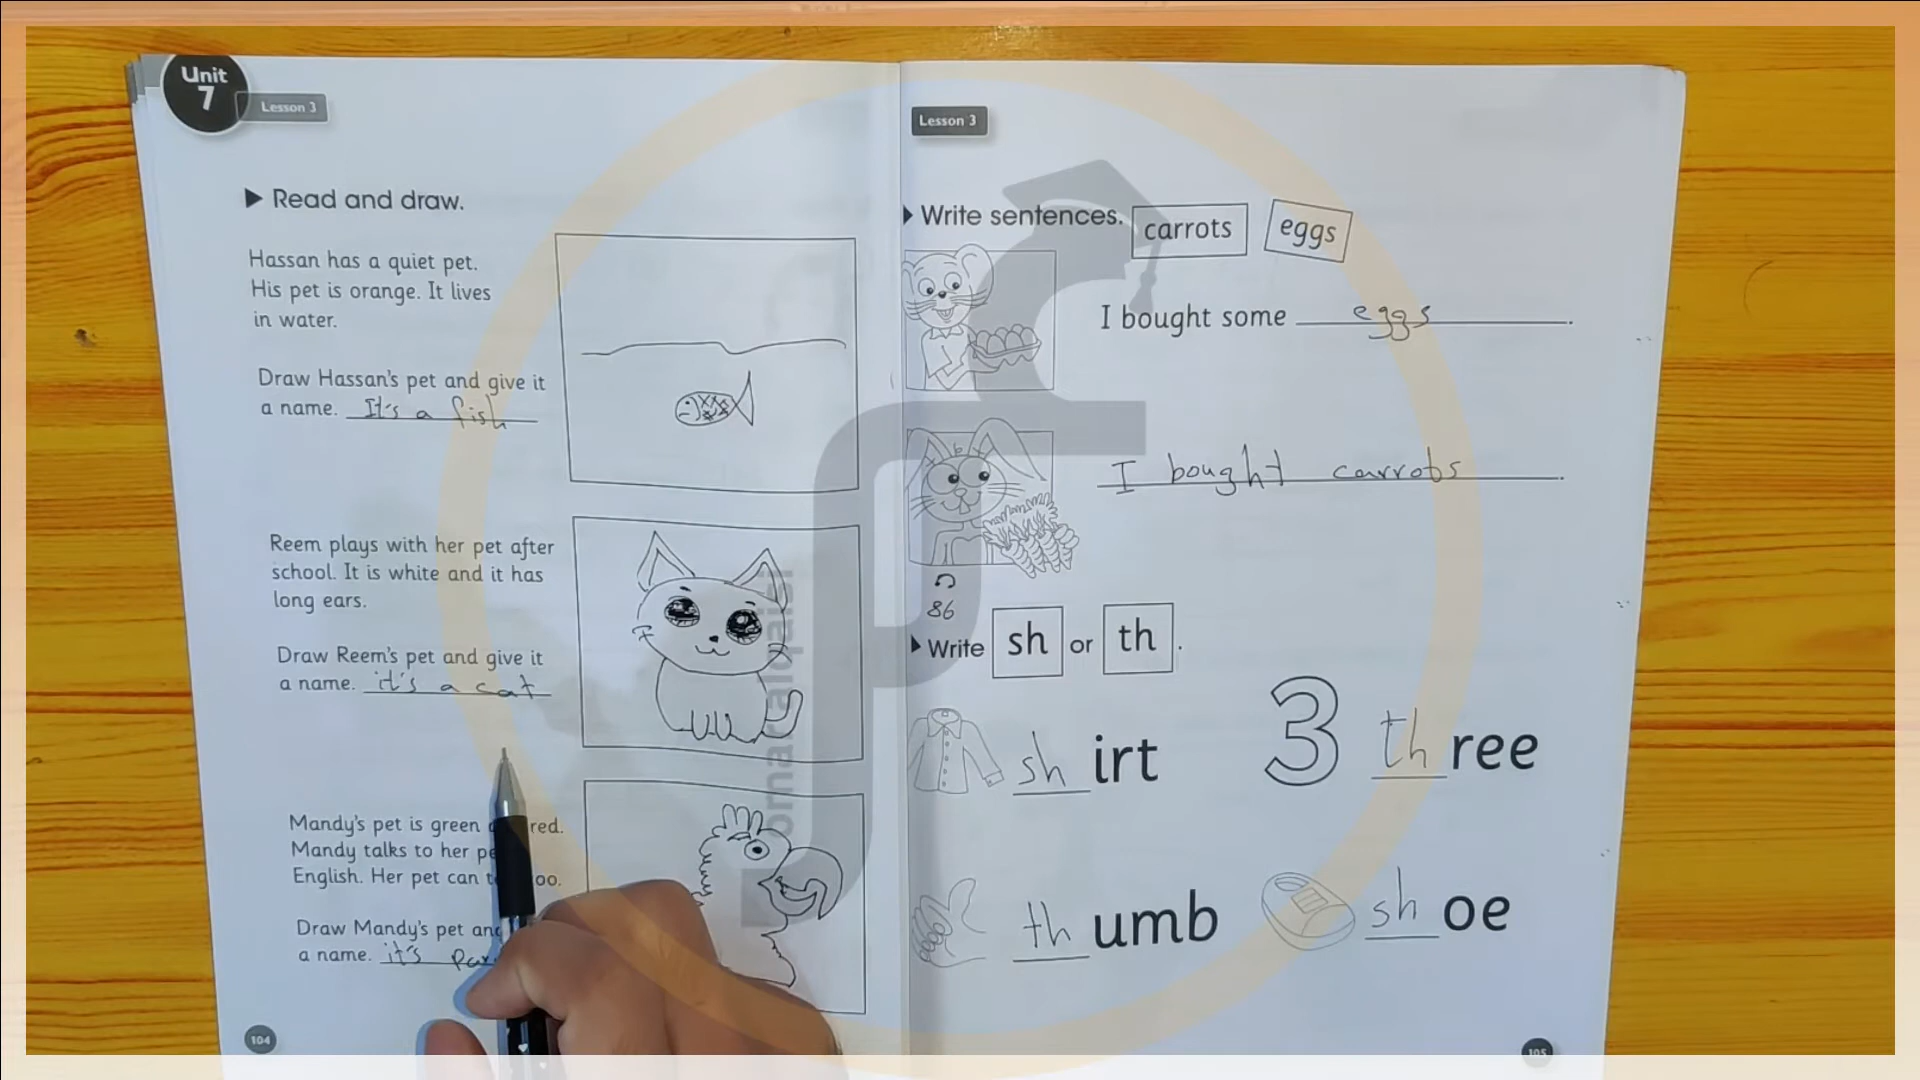 Unit
7
Lesson 3
Read and draw.
Hassan has a quiet pet.
His pet is orange. It lives
in water.
Draw Hassan's pet and give it
a name. It's a fish
Reem plays with her pet after
school. It is white and it has
long ears.
Draw Reem's pet and give it
a name. it's a cat
Mandy's pet is green red.
Mandy talks to her
English. Her pet can
Draw Mandy's pet
a name. it's
104
Lesson 3
Write sentences. carrots eggs
I bought some eggs.
I bought carrots.
86
Write sh or th.
sh irt
3 th ree
th umb
sh oe
105
omaralqaisi